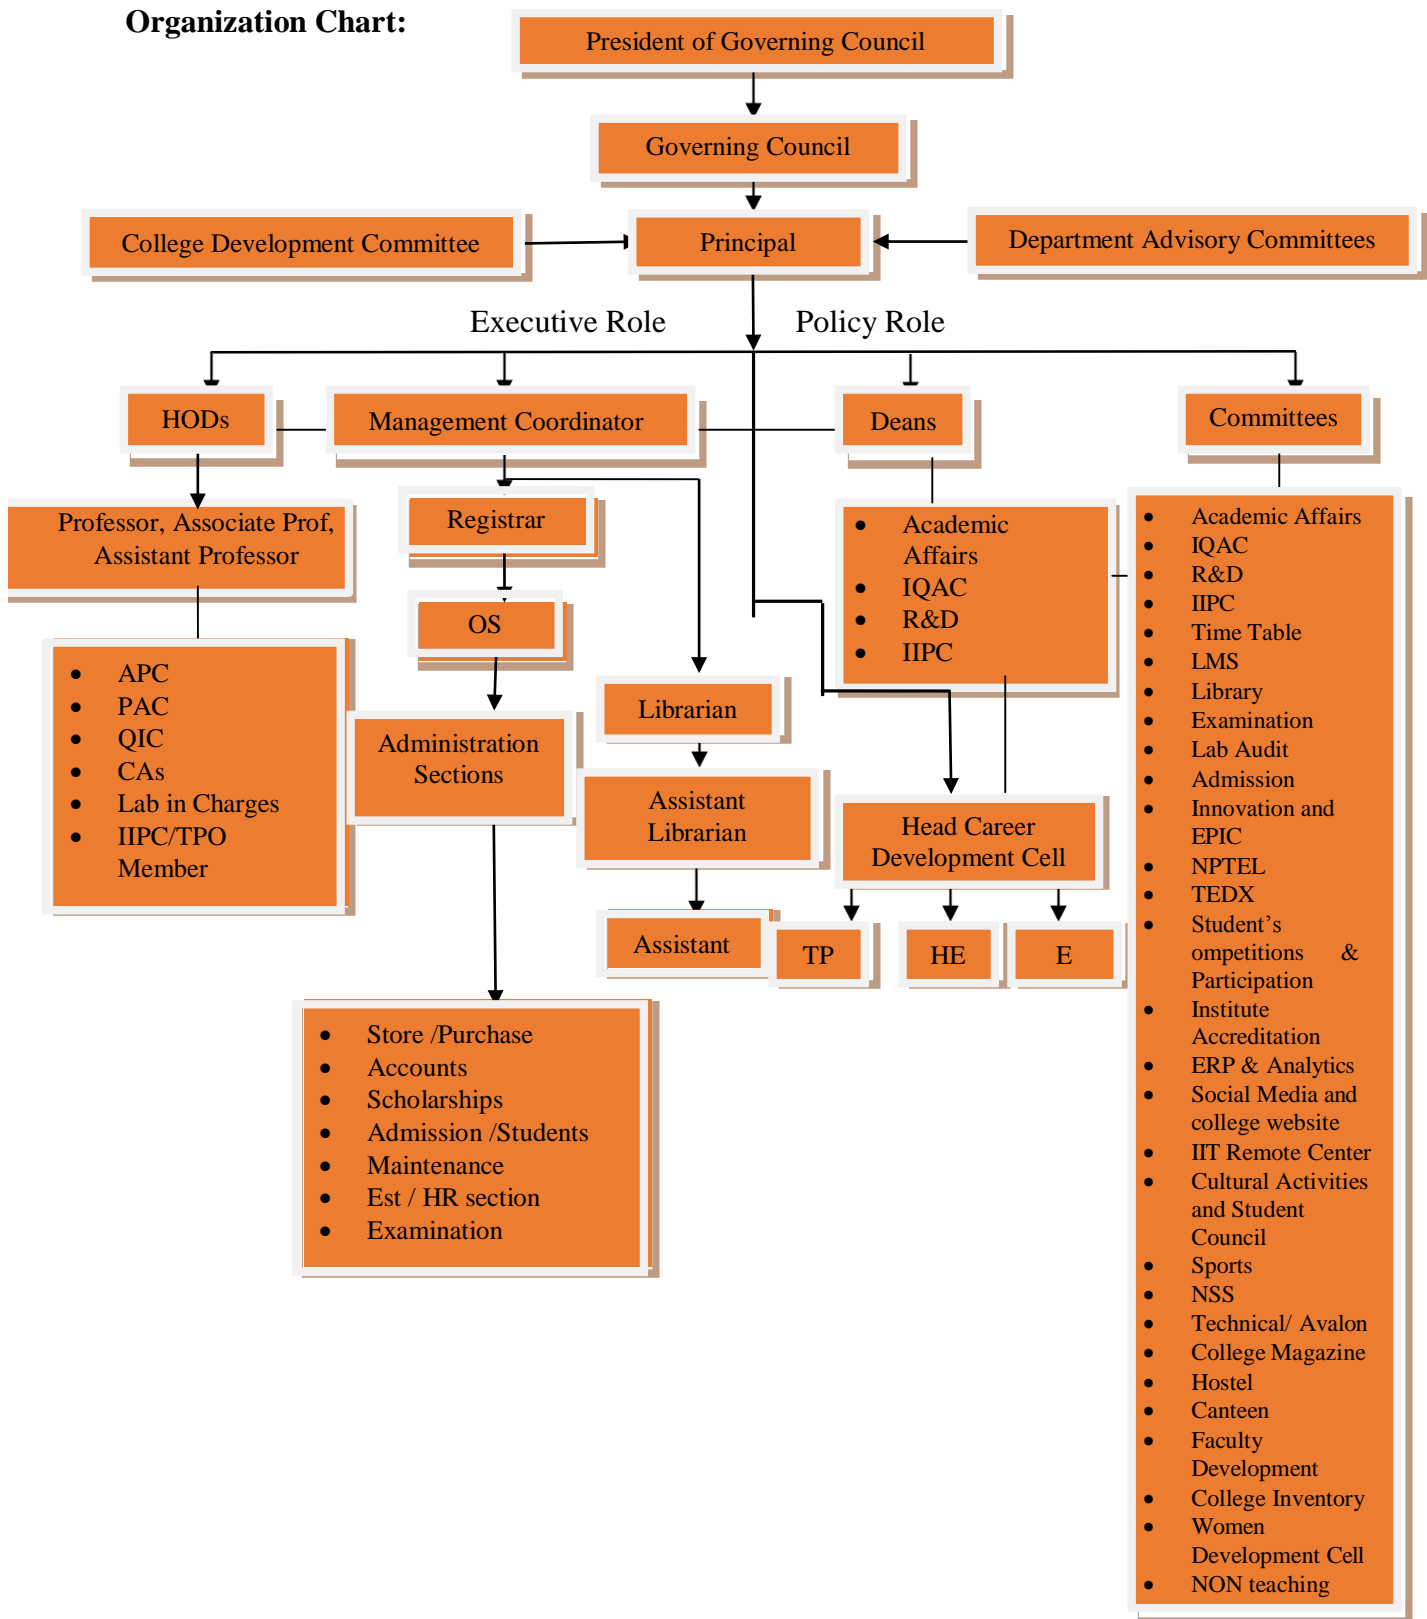 Organization Chart:
President of Governing Council
Governing Council
College Development Committee
Principal
Department Advisory Committees
Executive Role
Policy Role
HODs
Management Coordinator
Deans
Committees
Professor, Associate Prof,
Assistant Professor
• APC
• PAC
• QIC
• CAs
• Lab in Charges
• IIPC/TPO
Member
Registrar
OS
Administration
Sections
• Store /Purchase
• Accounts
• Scholarships
• Admission /Students
• Maintenance
• Est / HR section
• Examination
Librarian
Assistant
Librarian
Assistant
• Academic
Affairs
• IQAC
• R&D
• IIPC
Head Career
Development Cell
TP
HE
E
• Academic Affairs
• IQAC
• R&D
• IIPC
• Time Table
• LMS
• Library
• Examination
• Lab Audit
• Admission
• Innovation and
EPIC
• NPTEL
• TEDX
• Student’s
ompetitions &
Participation
• Institute
Accreditation
• ERP & Analytics
• Social Media and
college website
• IIT Remote Center
• Cultural Activities
and Student
Council
• Sports
• NSS
• Technical/ Avalon
• College Magazine
• Hostel
• Canteen
• Faculty
Development
• College Inventory
• Women
Development Cell
• NON teaching